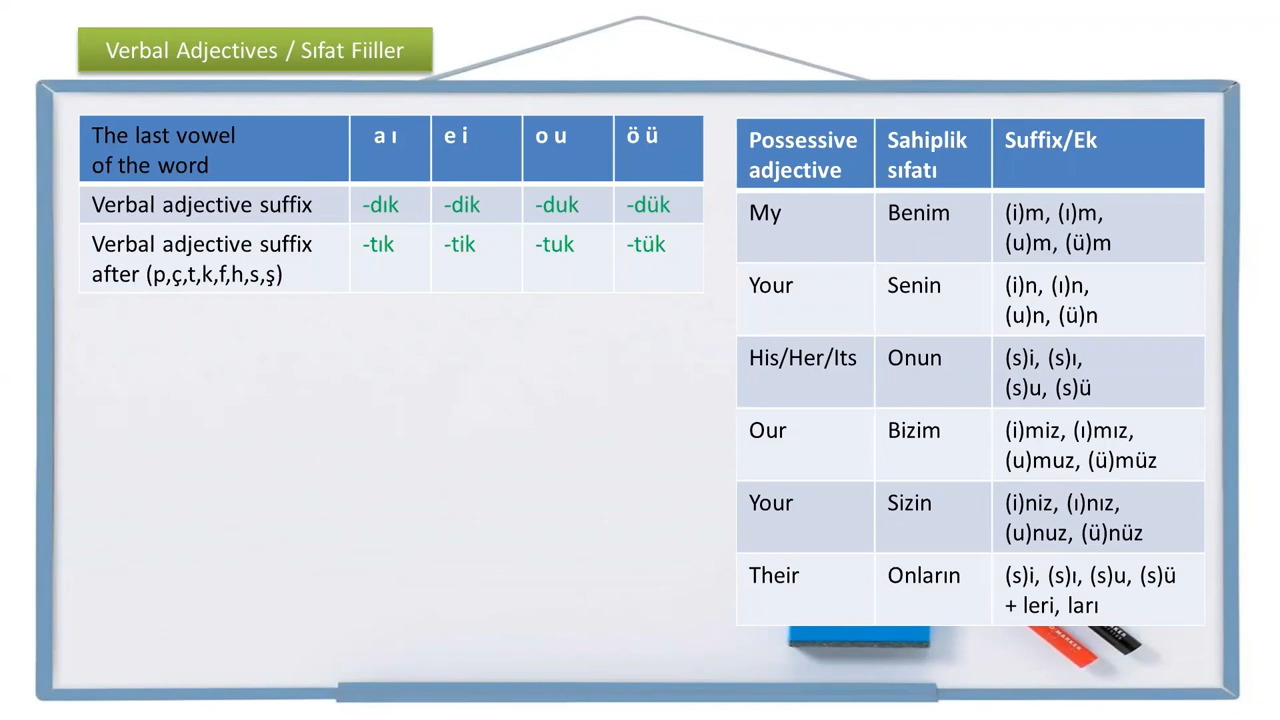 Verbal Adjectives / Sıfat Fiiller
The last vowel
of the word
a ı
e i
o u
ö ü
Verbal adjective suffix
-dık
-dik
-duk
-dük
Verbal adjective suffix
after (p,ç,t,k,f,h,s,ş)
-tık
-tik
-tuk
-tük
Possessive
adjective
Sahiplik
sıfatı
Suffix/Ek
My
Benim
(i)m, (ı)m,
(u)m, (ü)m
Your
Senin
(i)n, (ı)n,
(u)n, (ü)n
His/Her/Its
Onun
(s)i, (s)ı,
(s)u, (s)ü
Our
Bizim
(i)miz, (ı)mız,
(u)muz, (ü)müz
Your
Sizin
(i)niz, (ı)nız,
(u)nuz, (ü)nüz
Their
Onların
(s)i, (s)ı, (s)u, (s)ü
+ leri, ları